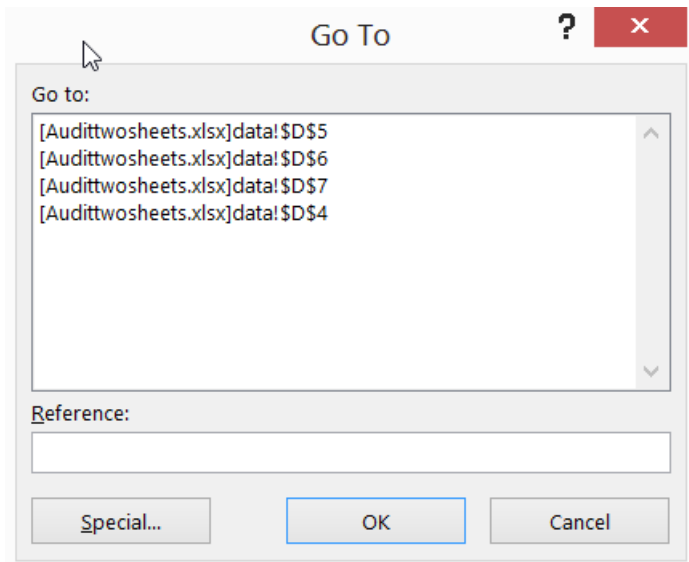 Go To
?
Go to:
[Audittwosheets.xlsx]data!$D$5
[Audittwosheets.xlsx]data!$D$6
[Audittwosheets.xlsx]data!$D$7
[Audittwosheets.xlsx]data!$D$4
Reference:
Special... OK Cancel